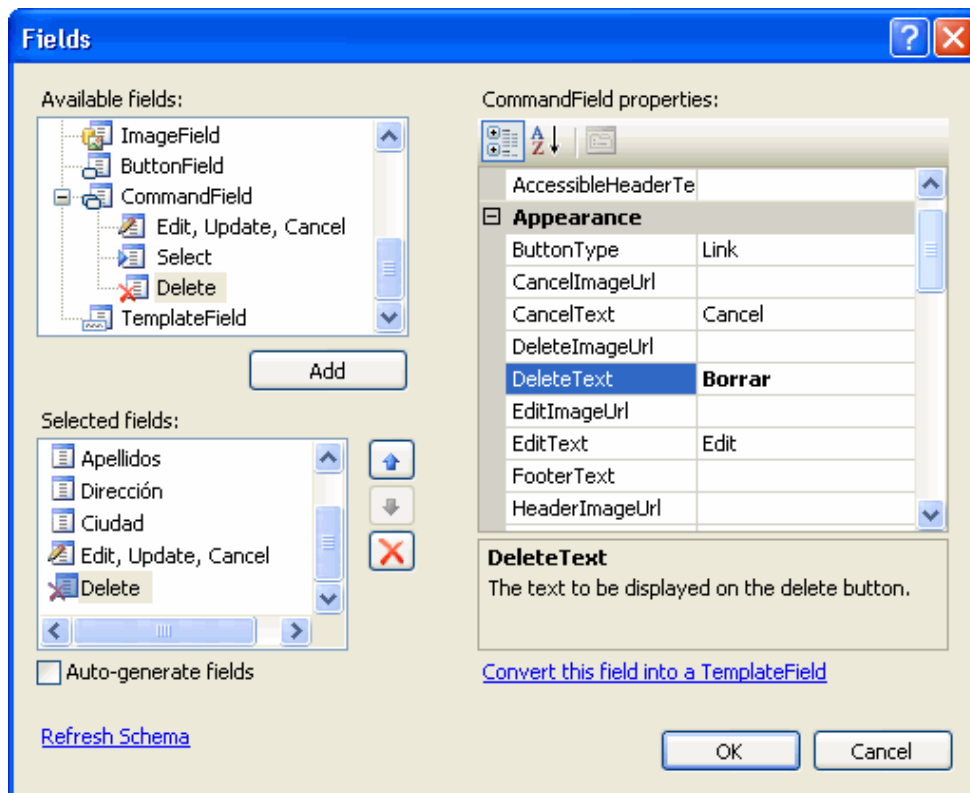 Fields
Available fields:
ImageField
ButtonField
CommandField
Edit, Update, Cancel
Select
Delete
TemplateField
Add
Selected fields:
Apellidos
Dirección
Ciudad
Edit, Update, Cancel
Delete
Auto-generate fields
Refresh Schema
CommandField properties:
AccessibleHeaderTe
Appearance
ButtonType Link
CancelImageUrl
CancelText Cancel
DeleteImageUrl
DeleteText Borrar
EditImageUrl
EditText Edit
FooterText
HeaderImageUrl
DeleteText
The text to be displayed on the delete button.
Convert this field into a TemplateField
OK Cancel